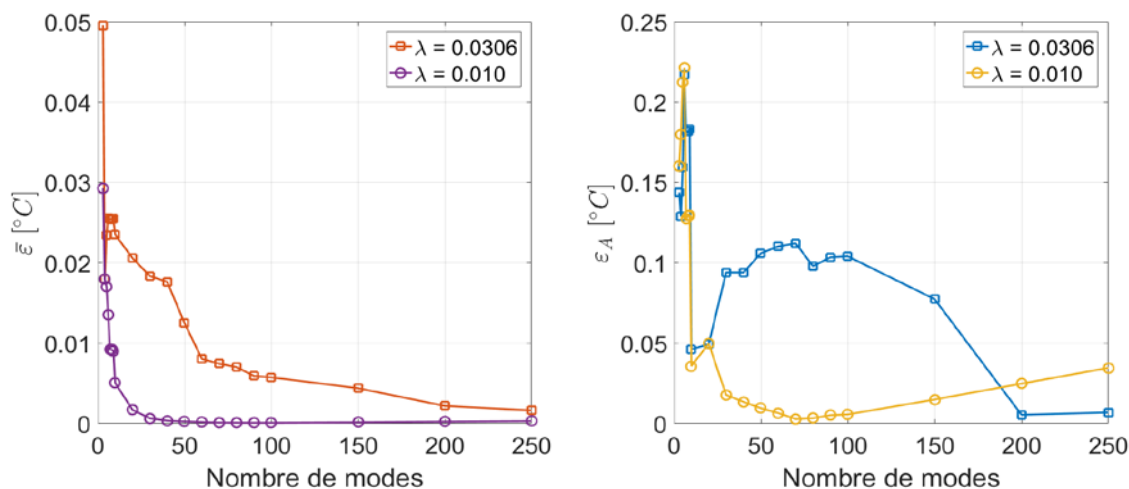 0.05
0.04
0.03
0.02
0.01
0
ε̄ [°C]
0 50 100 150 200 250
Nombre de modes
λ = 0.0306
λ = 0.010
0.25
0.2
0.15
0.1
0.05
0
ε_A [°C]
0 50 100 150 200 250
Nombre de modes
λ = 0.0306
λ = 0.010